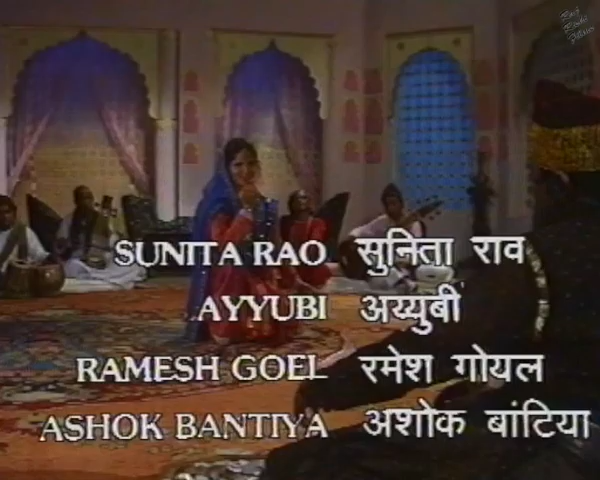 SUNITA RAO सुनिता राव
AYYUBI अय्युबी
RAMESH GOEL रमेश गोयल
ASHOK BANTIYA अशोक बांटिया